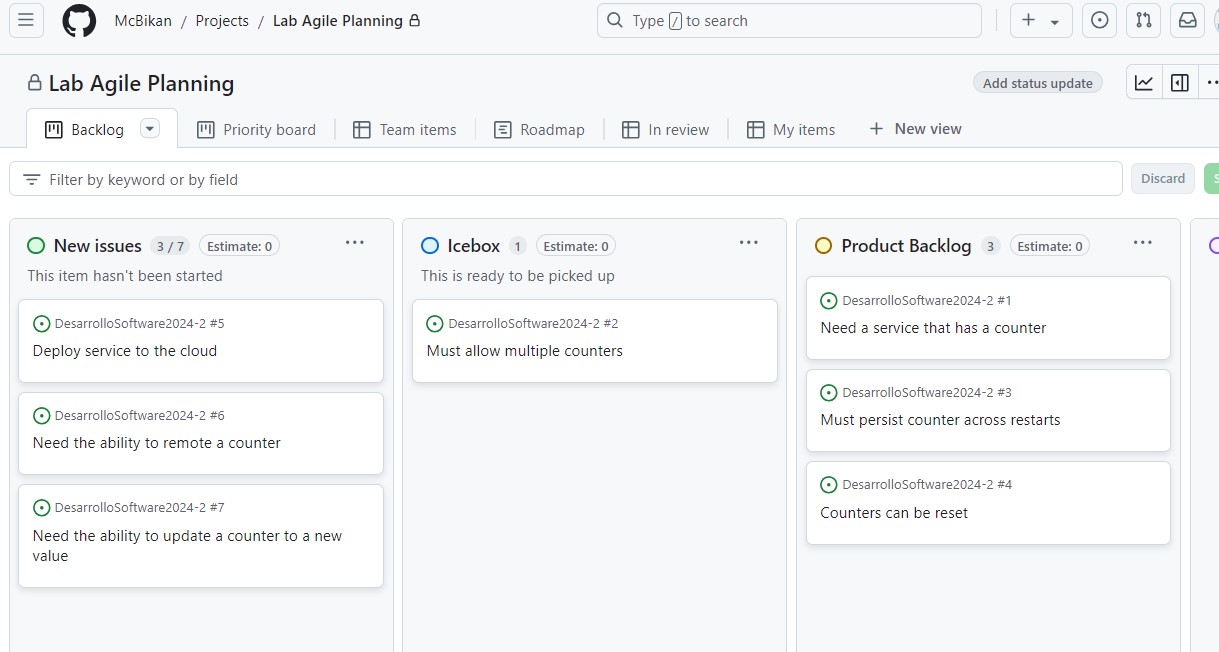 McBikan / Projects / Lab Agile Planning
Type / to search
Lab Agile Planning
Add status update
Backlog
Priority board
Team items
Roadmap
In review
My items
+ New view
Filter by keyword or by field
Discard
New issues 3 / 7 Estimate: 0
This item hasn't been started
DesarrolloSoftware2024-2 #5
Deploy service to the cloud
DesarrolloSoftware2024-2 #6
Need the ability to remote a counter
DesarrolloSoftware2024-2 #7
Need the ability to update a counter to a new
value
Icebox 1 Estimate: 0
This is ready to be picked up
DesarrolloSoftware2024-2 #2
Must allow multiple counters
Product Backlog 3 Estimate: 0
DesarrolloSoftware2024-2 #1
Need a service that has a counter
DesarrolloSoftware2024-2 #3
Must persist counter across restarts
DesarrolloSoftware2024-2 #4
Counters can be reset